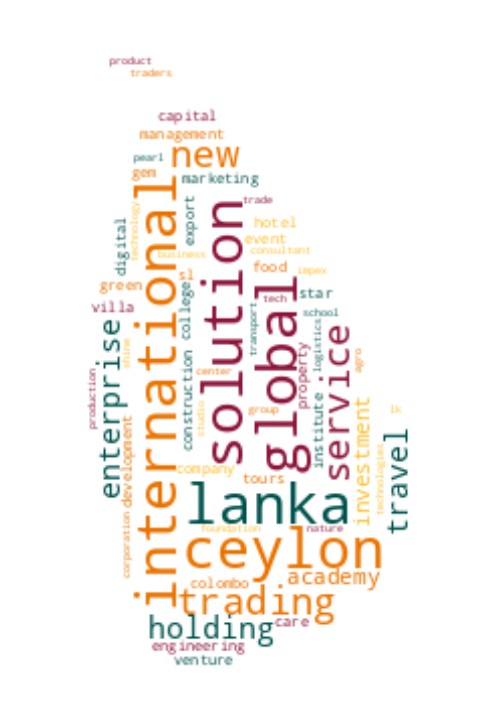 product
traders
capital
management
pearl
new
gem
marketing
international
technology
export
solution
trade
digital
hotel
event
business
consultant
food
impex
sl
green
college
global
tech
star
villa
transport
school
enterprise
shine
logistics
service
construction
property
agro
production
center
institute
development
studio
group
investment
lk
travel
company
tours
technologies
lanka
corporation
foundation
nature
ceylon
academy
colombo
trading
holding
care
engineering
venture